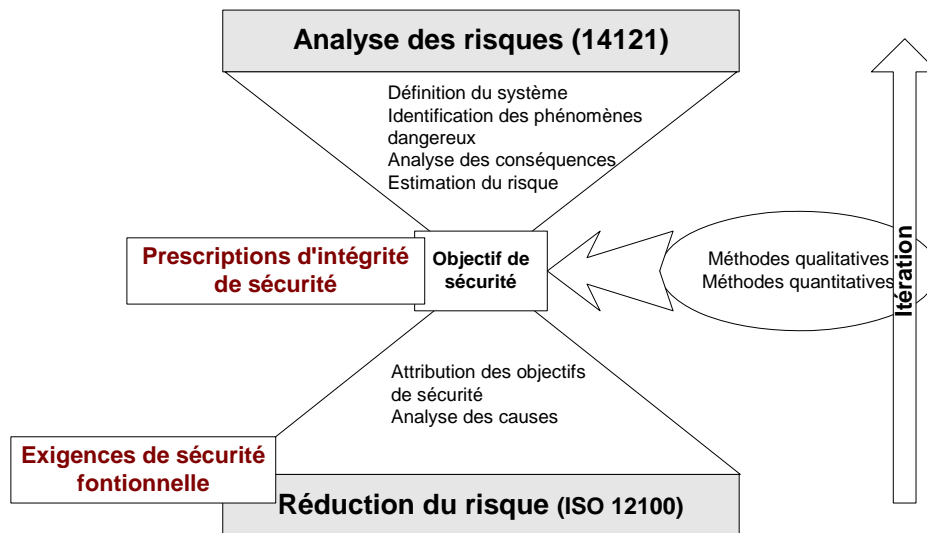 Analyse des risques (14121)
Définition du système
Identification des phénomènes
dangereux
Analyse des conséquences
Estimation du risque
Prescriptions d'intégrité
de sécurité
Objectif de
sécurité
Méthodes qualitatives
Méthodes quantitatives
Itération
Attribution des objectifs
de sécurité
Analyse des causes
Exigences de sécurité
fontionnelle
Réduction du risque (ISO 12100)